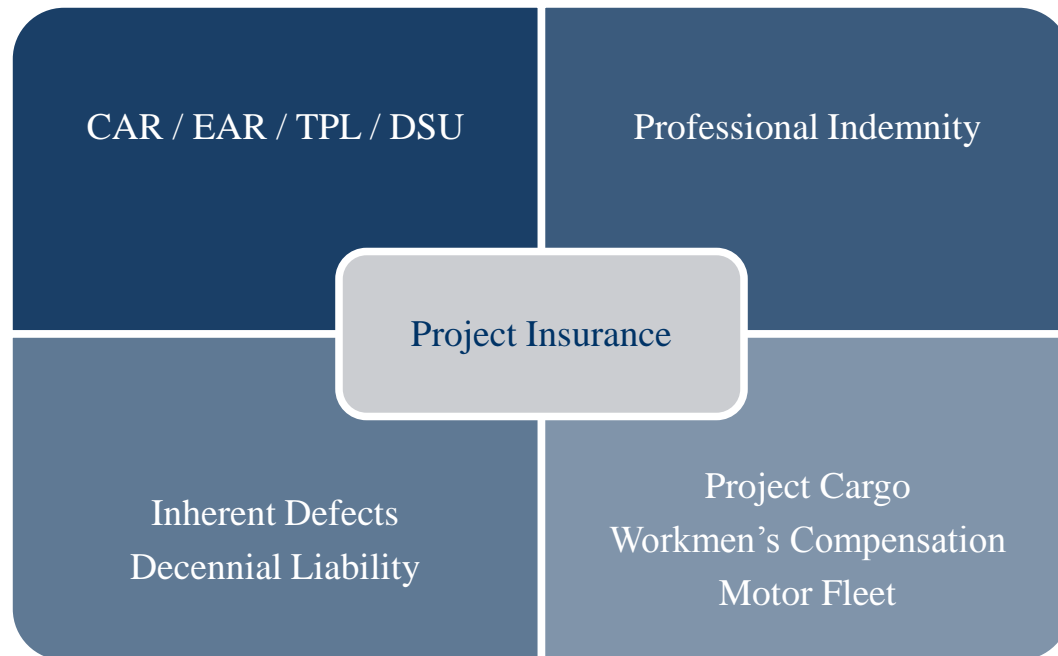 CAR / EAR / TPL / DSU
Professional Indemnity
Project Insurance
Inherent Defects
Decennial Liability
Project Cargo
Workmen’s Compensation
Motor Fleet